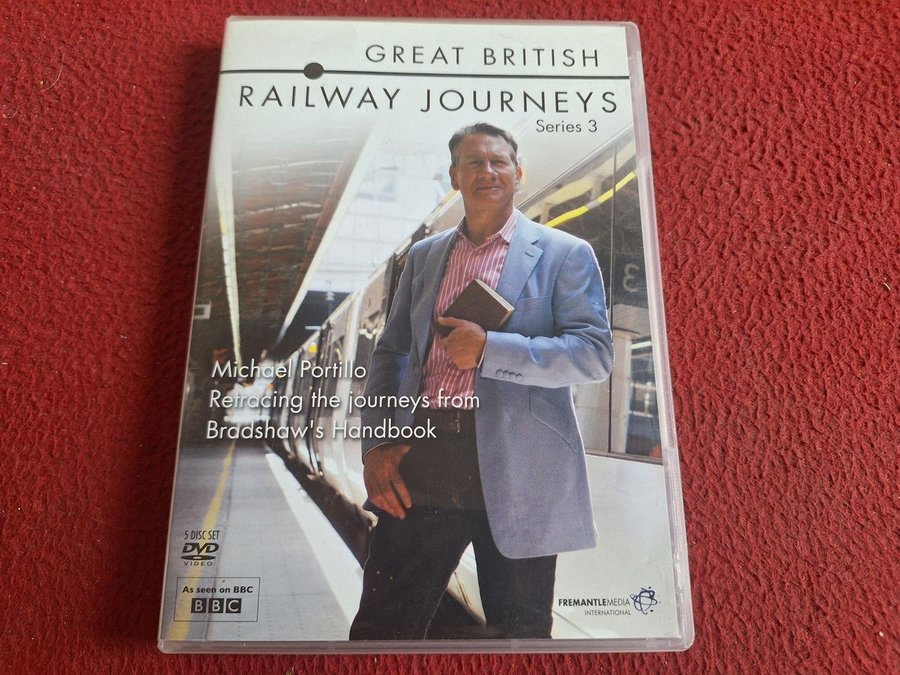 GREAT BRITISH
RAILWAY JOURNEYS
Series 3
3
Michael Portillo
Retracing the journeys from
Bradshaw's Handbook
5 DISC SET
DVD
VIDEO
As seen on BBC
BBC
FREMANTLEMEDIA
INTERNATIONAL